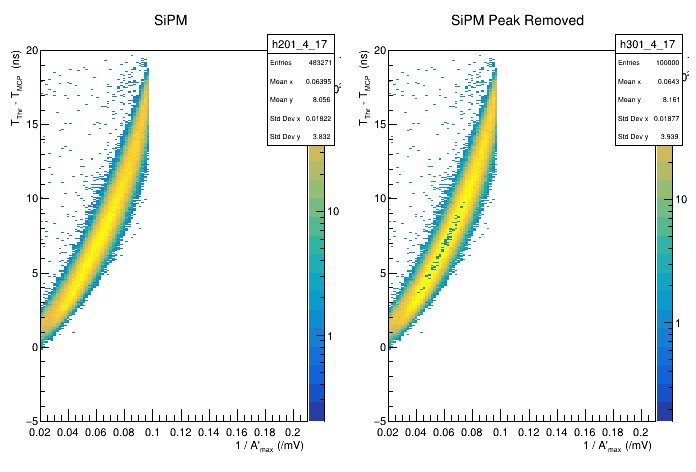 SiPM
h201_4_17
Entries 483271
Mean x 0.06395
Mean y 8.056
Std Dev x 0.01822
Std Dev y 3.832
T_Thr - T_MCP (ns)
20
15
10
5
0
−5
0.02 0.04 0.06 0.08 0.1 0.12 0.14 0.16 0.18 0.2
1 / A'_max (/mV)
10
1
SiPM Peak Removed
h301_4_17
Entries 100000
Mean x 0.0643
Mean y 8.161
Std Dev x 0.01877
Std Dev y 3.939
T_Thr - T_MCP (ns)
20
15
10
5
0
−5
0.02 0.04 0.06 0.08 0.1 0.12 0.14 0.16 0.18 0.2
1 / A'_max (/mV)
10
1